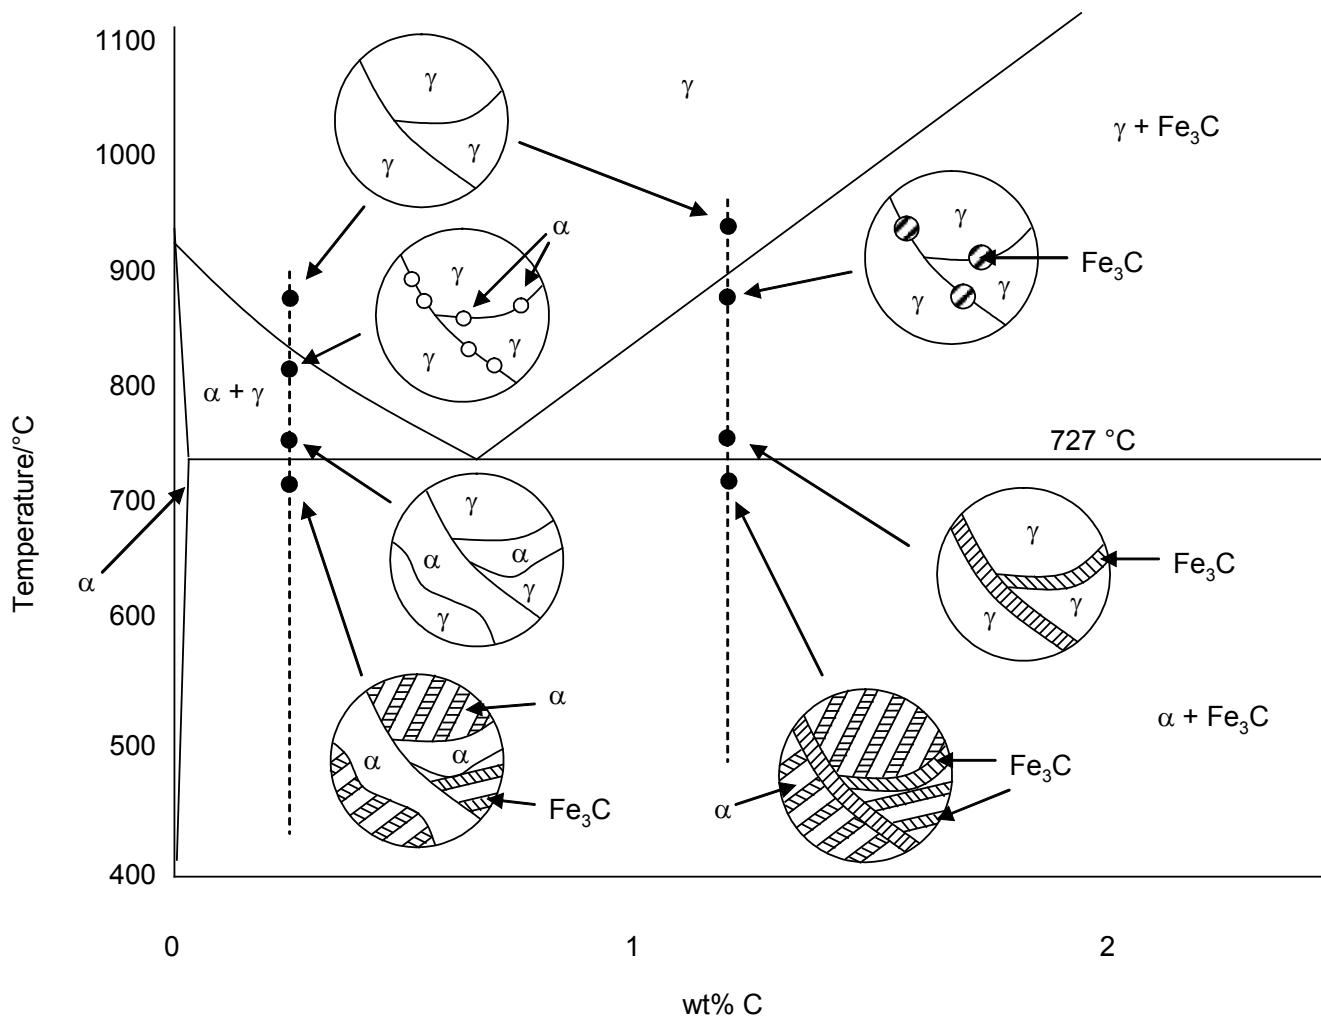 1100
γ
γ
γ
γ
γ + Fe₃C
1000
γ
α
γ
900
γ
Fe₃C
γ
γ
γ
γ
800
α + γ
727 °C
700
γ
α
α
γ
γ
α
γ
Fe₃C
γ
γ
600
Temperature/°C
α
α
α
α + Fe₃C
500
Fe₃C
Fe₃C
α
400
0
1
2
wt% C